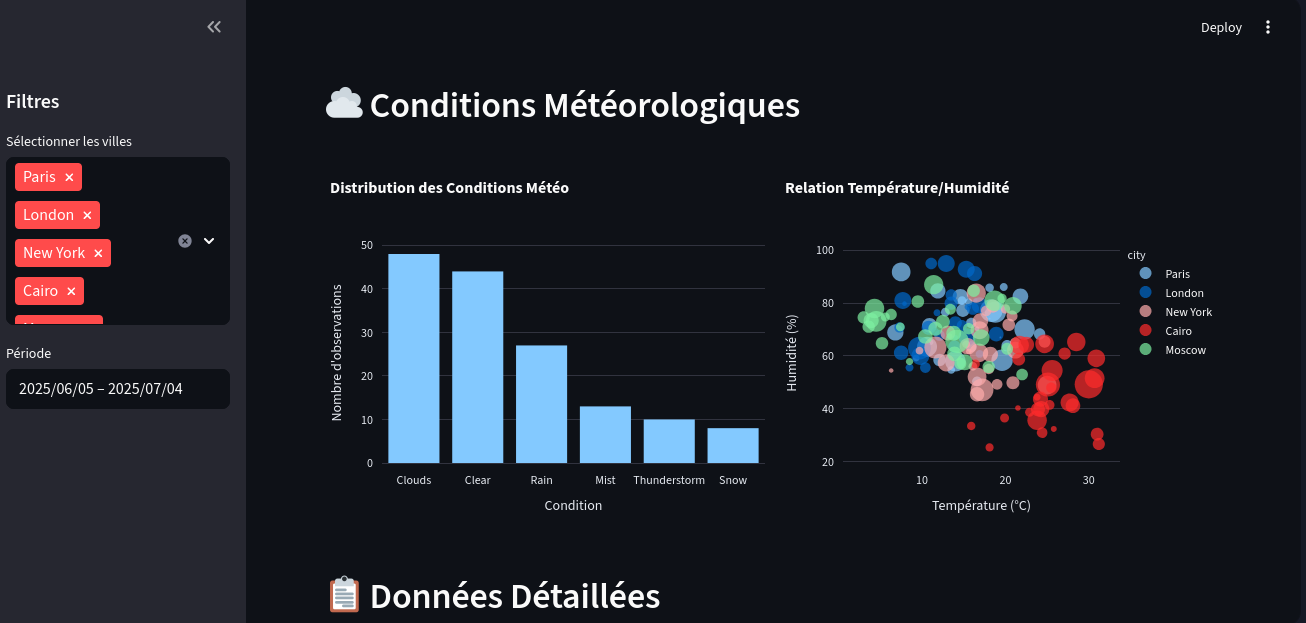 Deploy
Filtres
Sélectionner les villes
Paris
London
New York
Cairo
Période
2025/06/05 – 2025/07/04
Conditions Météorologiques
Distribution des Conditions Météo
Nombre d'observations
50
40
30
20
10
0
Clouds Clear Rain Mist Thunderstorm Snow
Condition
Relation Température/Humidité
Humidité (%)
100
80
60
40
20
10 20 30
Température (°C)
city
Paris
London
New York
Cairo
Moscow
Données Détaillées